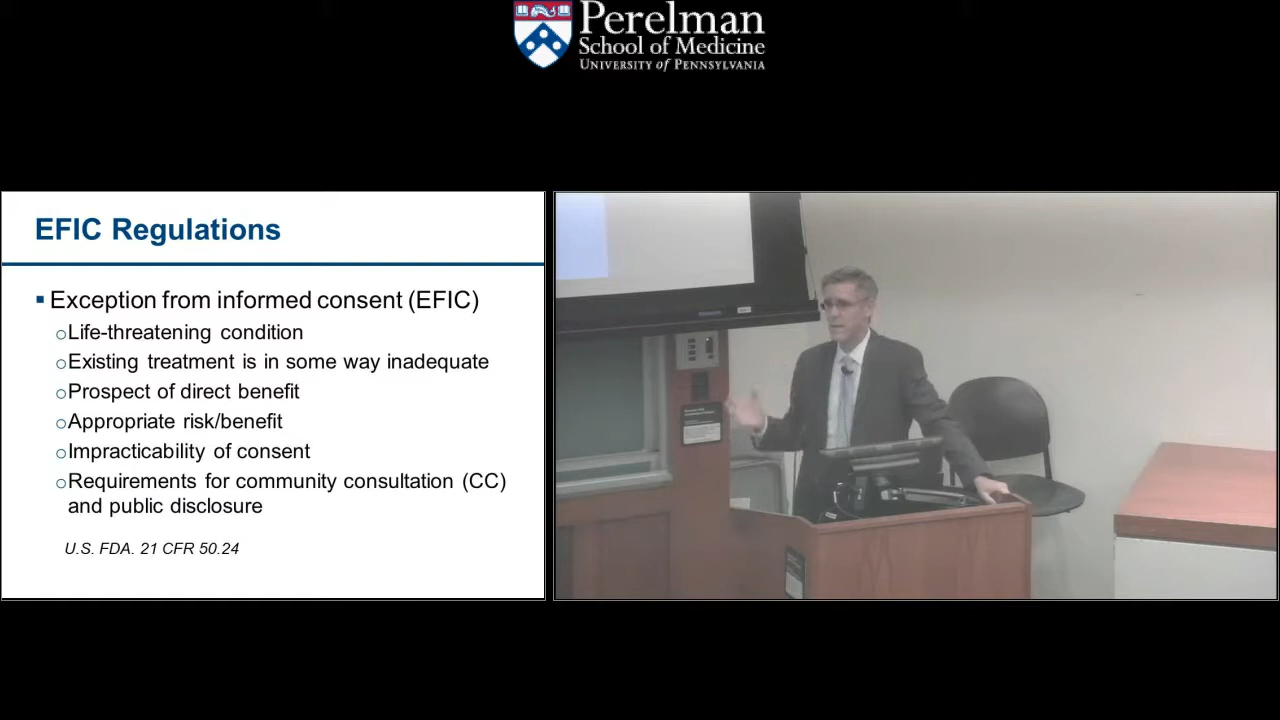 Perelman
School of Medicine
UNIVERSITY of PENNSYLVANIA
EFIC Regulations
Exception from informed consent (EFIC)
Life-threatening condition
Existing treatment is in some way inadequate
Prospect of direct benefit
Appropriate risk/benefit
Impracticability of consent
Requirements for community consultation (CC)
and public disclosure
U.S. FDA. 21 CFR 50.24